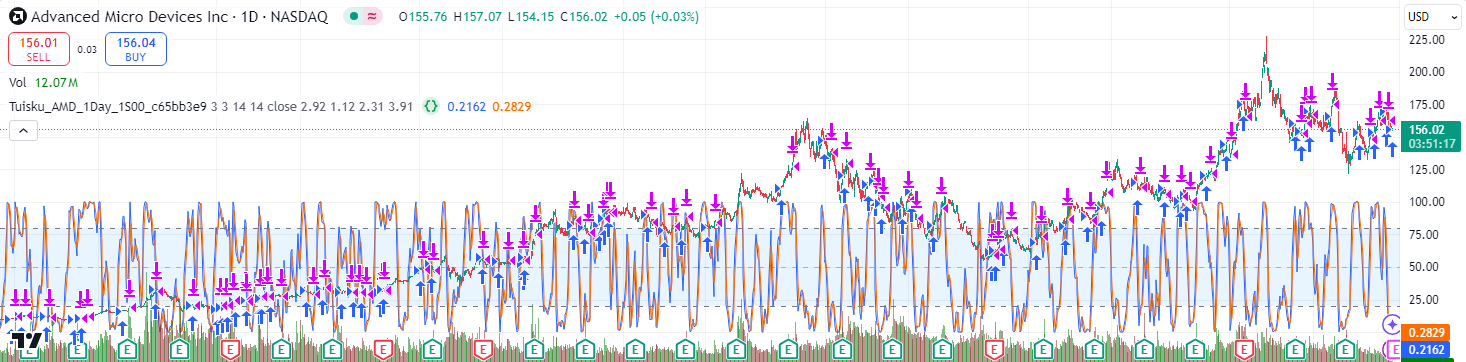 Advanced Micro Devices Inc · 1D · NASDAQ O155.76 H157.07 L154.15 C156.02 +0.05 (+0.03%)
USD
156.01 0.03 156.04
SELL BUY
Vol 12.07M
Tuisku_AMD_1Day_1S00_c65bb3e9 3 3 14 14 close 2.92 1.12 2.31 3.91 {} 0.2162 0.2829
225.00
200.00
175.00
156.02
03:51:17
125.00
100.00
75.00
50.00
25.00
0.2829
0.2162
E E E E E E E E E E E E E E E E E E E E E E E E E E E E